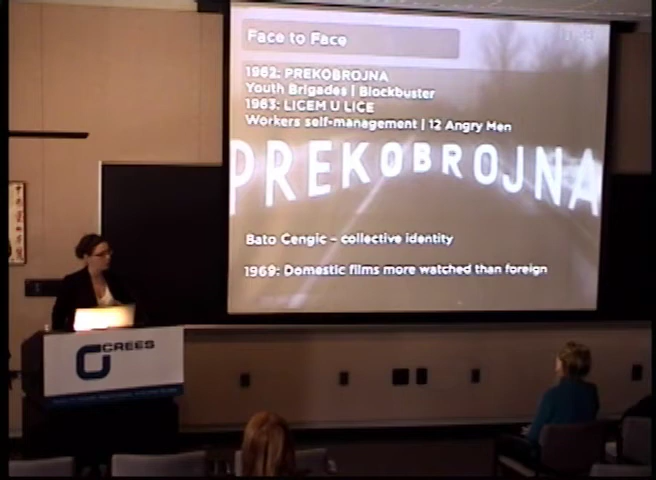 Face to Face
1962: PREKOBROJNA
Youth Brigades | Blockbuster
1963: LICEM U LICE
Workers self-management | 12 Angry Men
PREKOBROJNA
Bato Cengic – collective identity
1969: Domestic films more watched than foreign
CREES